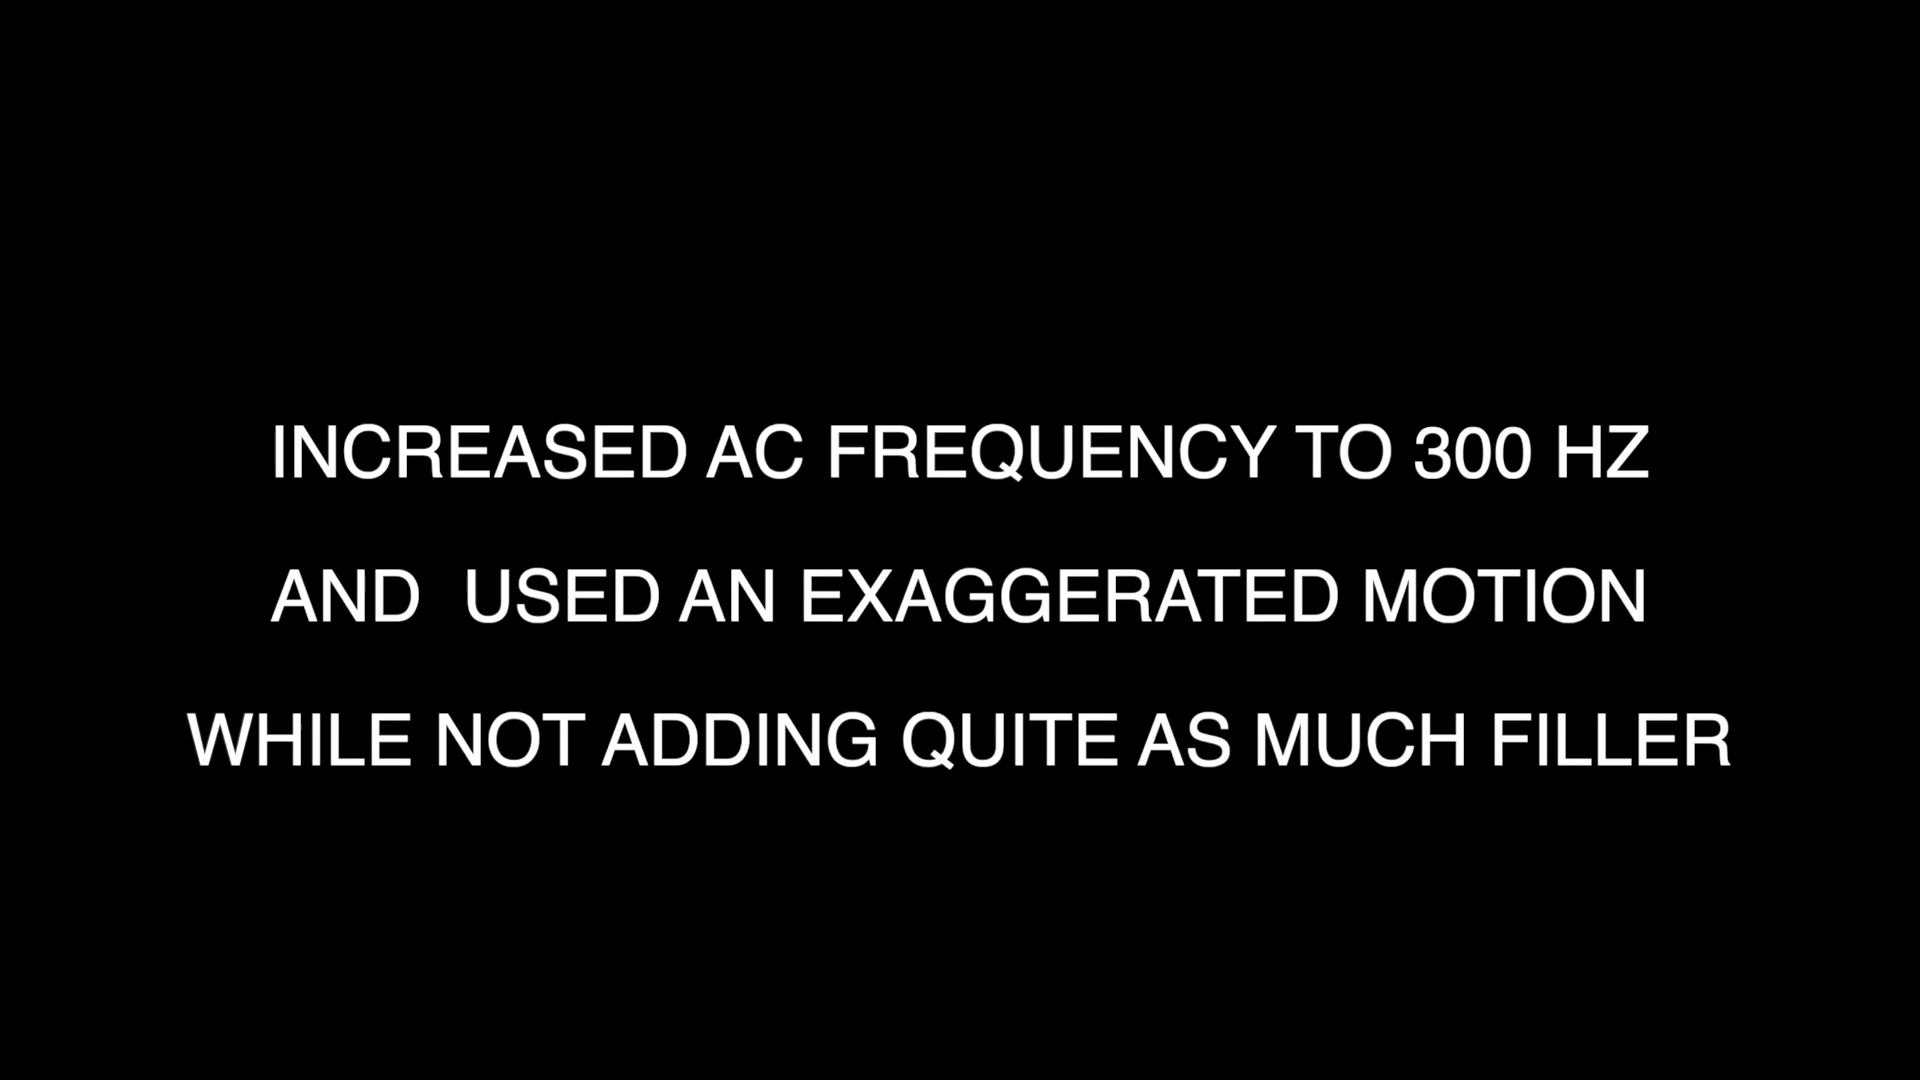 INCREASED AC FREQUENCY TO 300 HZ
AND  USED AN EXAGGERATED MOTION
WHILE NOT ADDING QUITE AS MUCH FILLER